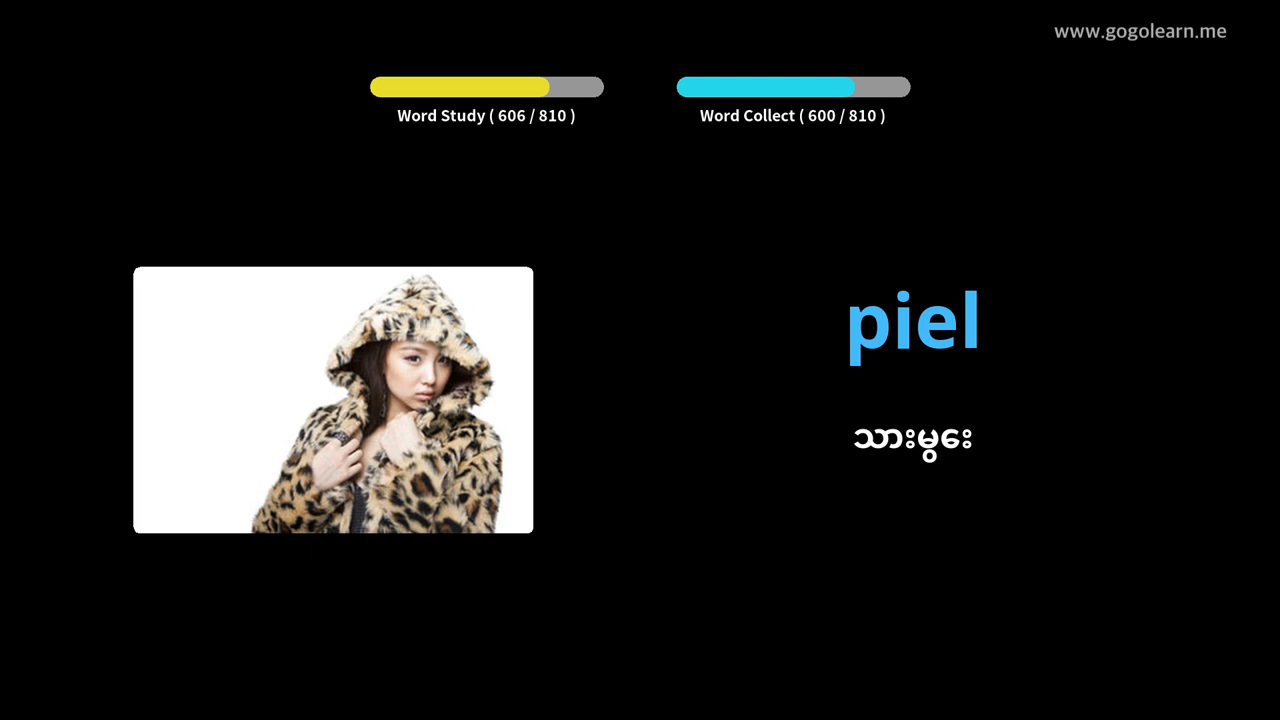 www.gogolearn.me
Word Study ( 606 / 810 )
Word Collect ( 600 / 810 )
piel
သားမွေး